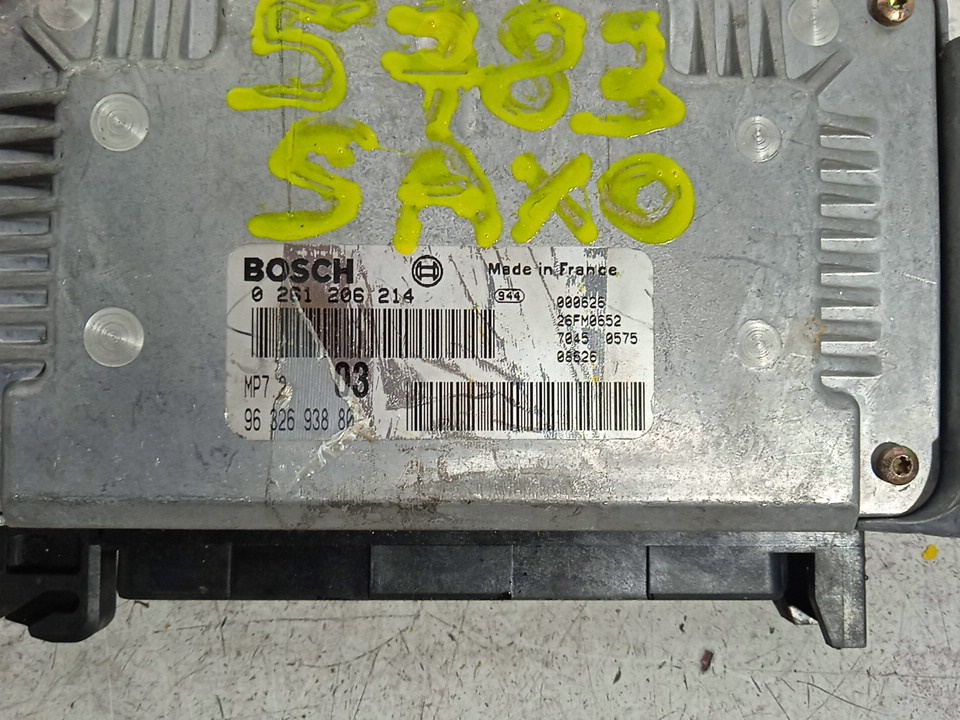 5783
SAXO
BOSCH Made in France
0 261 206 214 944 000626
26FM0652
7045 0575
08626
MP7.2 03
96 326 938 80